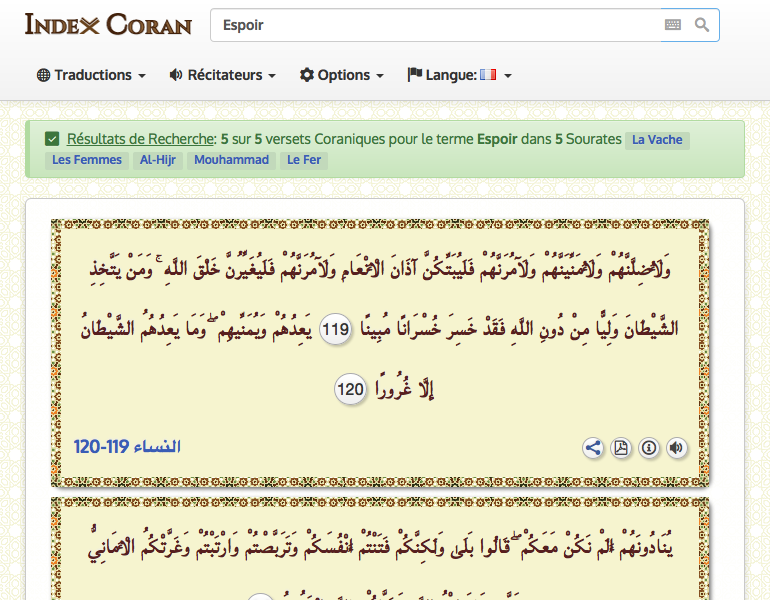 INDEX CORAN
Espoir
Traductions
Récitateurs
Options
Langue:
Résultats de Recherche: 5 sur 5 versets Coraniques pour le terme Espoir dans 5 Sourates La Vache
Les Femmes Al-Hijr Mouhammad Le Fer
وَلَأُضِلَّنَّهُمْ وَلَأُمَنِّيَنَّهُمْ وَلَآمُرَنَّهُمْ فَلَيُبَتِّكُنَّ آذَانَ الْأَنْعَامِ وَلَآمُرَنَّهُمْ فَلَيُغَيِّرُنَّ خَلْقَ اللَّهِ ۚ وَمَنْ يَتَّخِذِ
الشَّيْطَانَ وَلِيًّا مِنْ دُونِ اللَّهِ فَقَدْ خَسِرَ خُسْرَانًا مُبِينًا 119 يَعِدُهُمْ وَيُمَنِّيهِمْ ۖ وَمَا يَعِدُهُمُ الشَّيْطَانُ
إِلَّا غُرُورًا 120
النساء 119-120
يُنَادُونَهُمْ أَلَمْ نَكُنْ مَعَكُمْ ۖ قَالُوا بَلَىٰ وَلَٰكِنَّكُمْ فَتَنْتُمْ أَنْفُسَكُمْ وَتَرَبَّصْتُمْ وَارْتَبْتُمْ وَغَرَّتْكُمُ الْأَمَانِيُّ